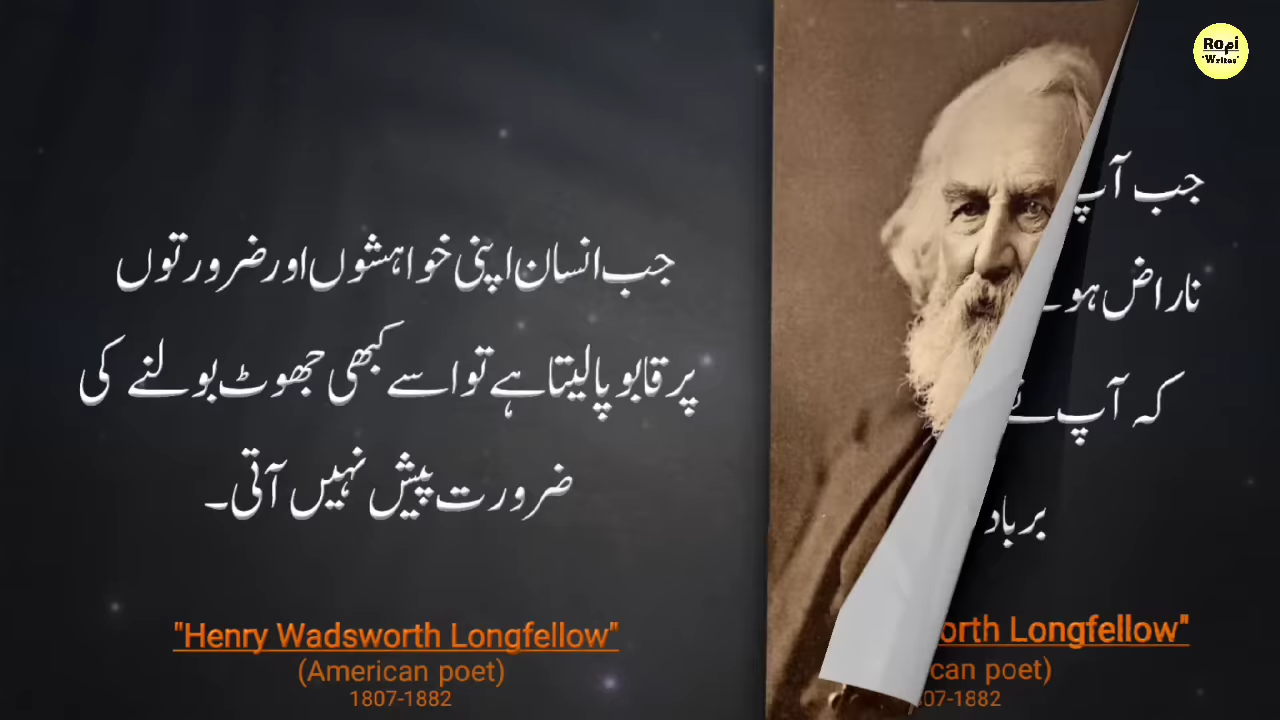 جب انسان اپنی خواہشوں اور ضرورتوں
پر قابو پا لیتا ہے تو اسے کبھی جھوٹ بولنے کی
ضرورت پیش نہیں آتی۔
"Henry Wadsworth Longfellow"
(American poet)
1807-1882
Ropi
"Writes"
جب آپ
ناراض ہو
کہ آپ نے
برباد
orth Longfellow"
can poet)
07-1882